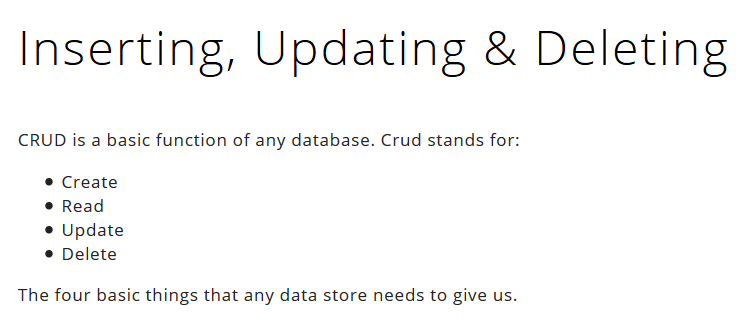 Inserting, Updating & Deleting
CRUD is a basic function of any database. Crud stands for:
Create
Read
Update
Delete
The four basic things that any data store needs to give us.